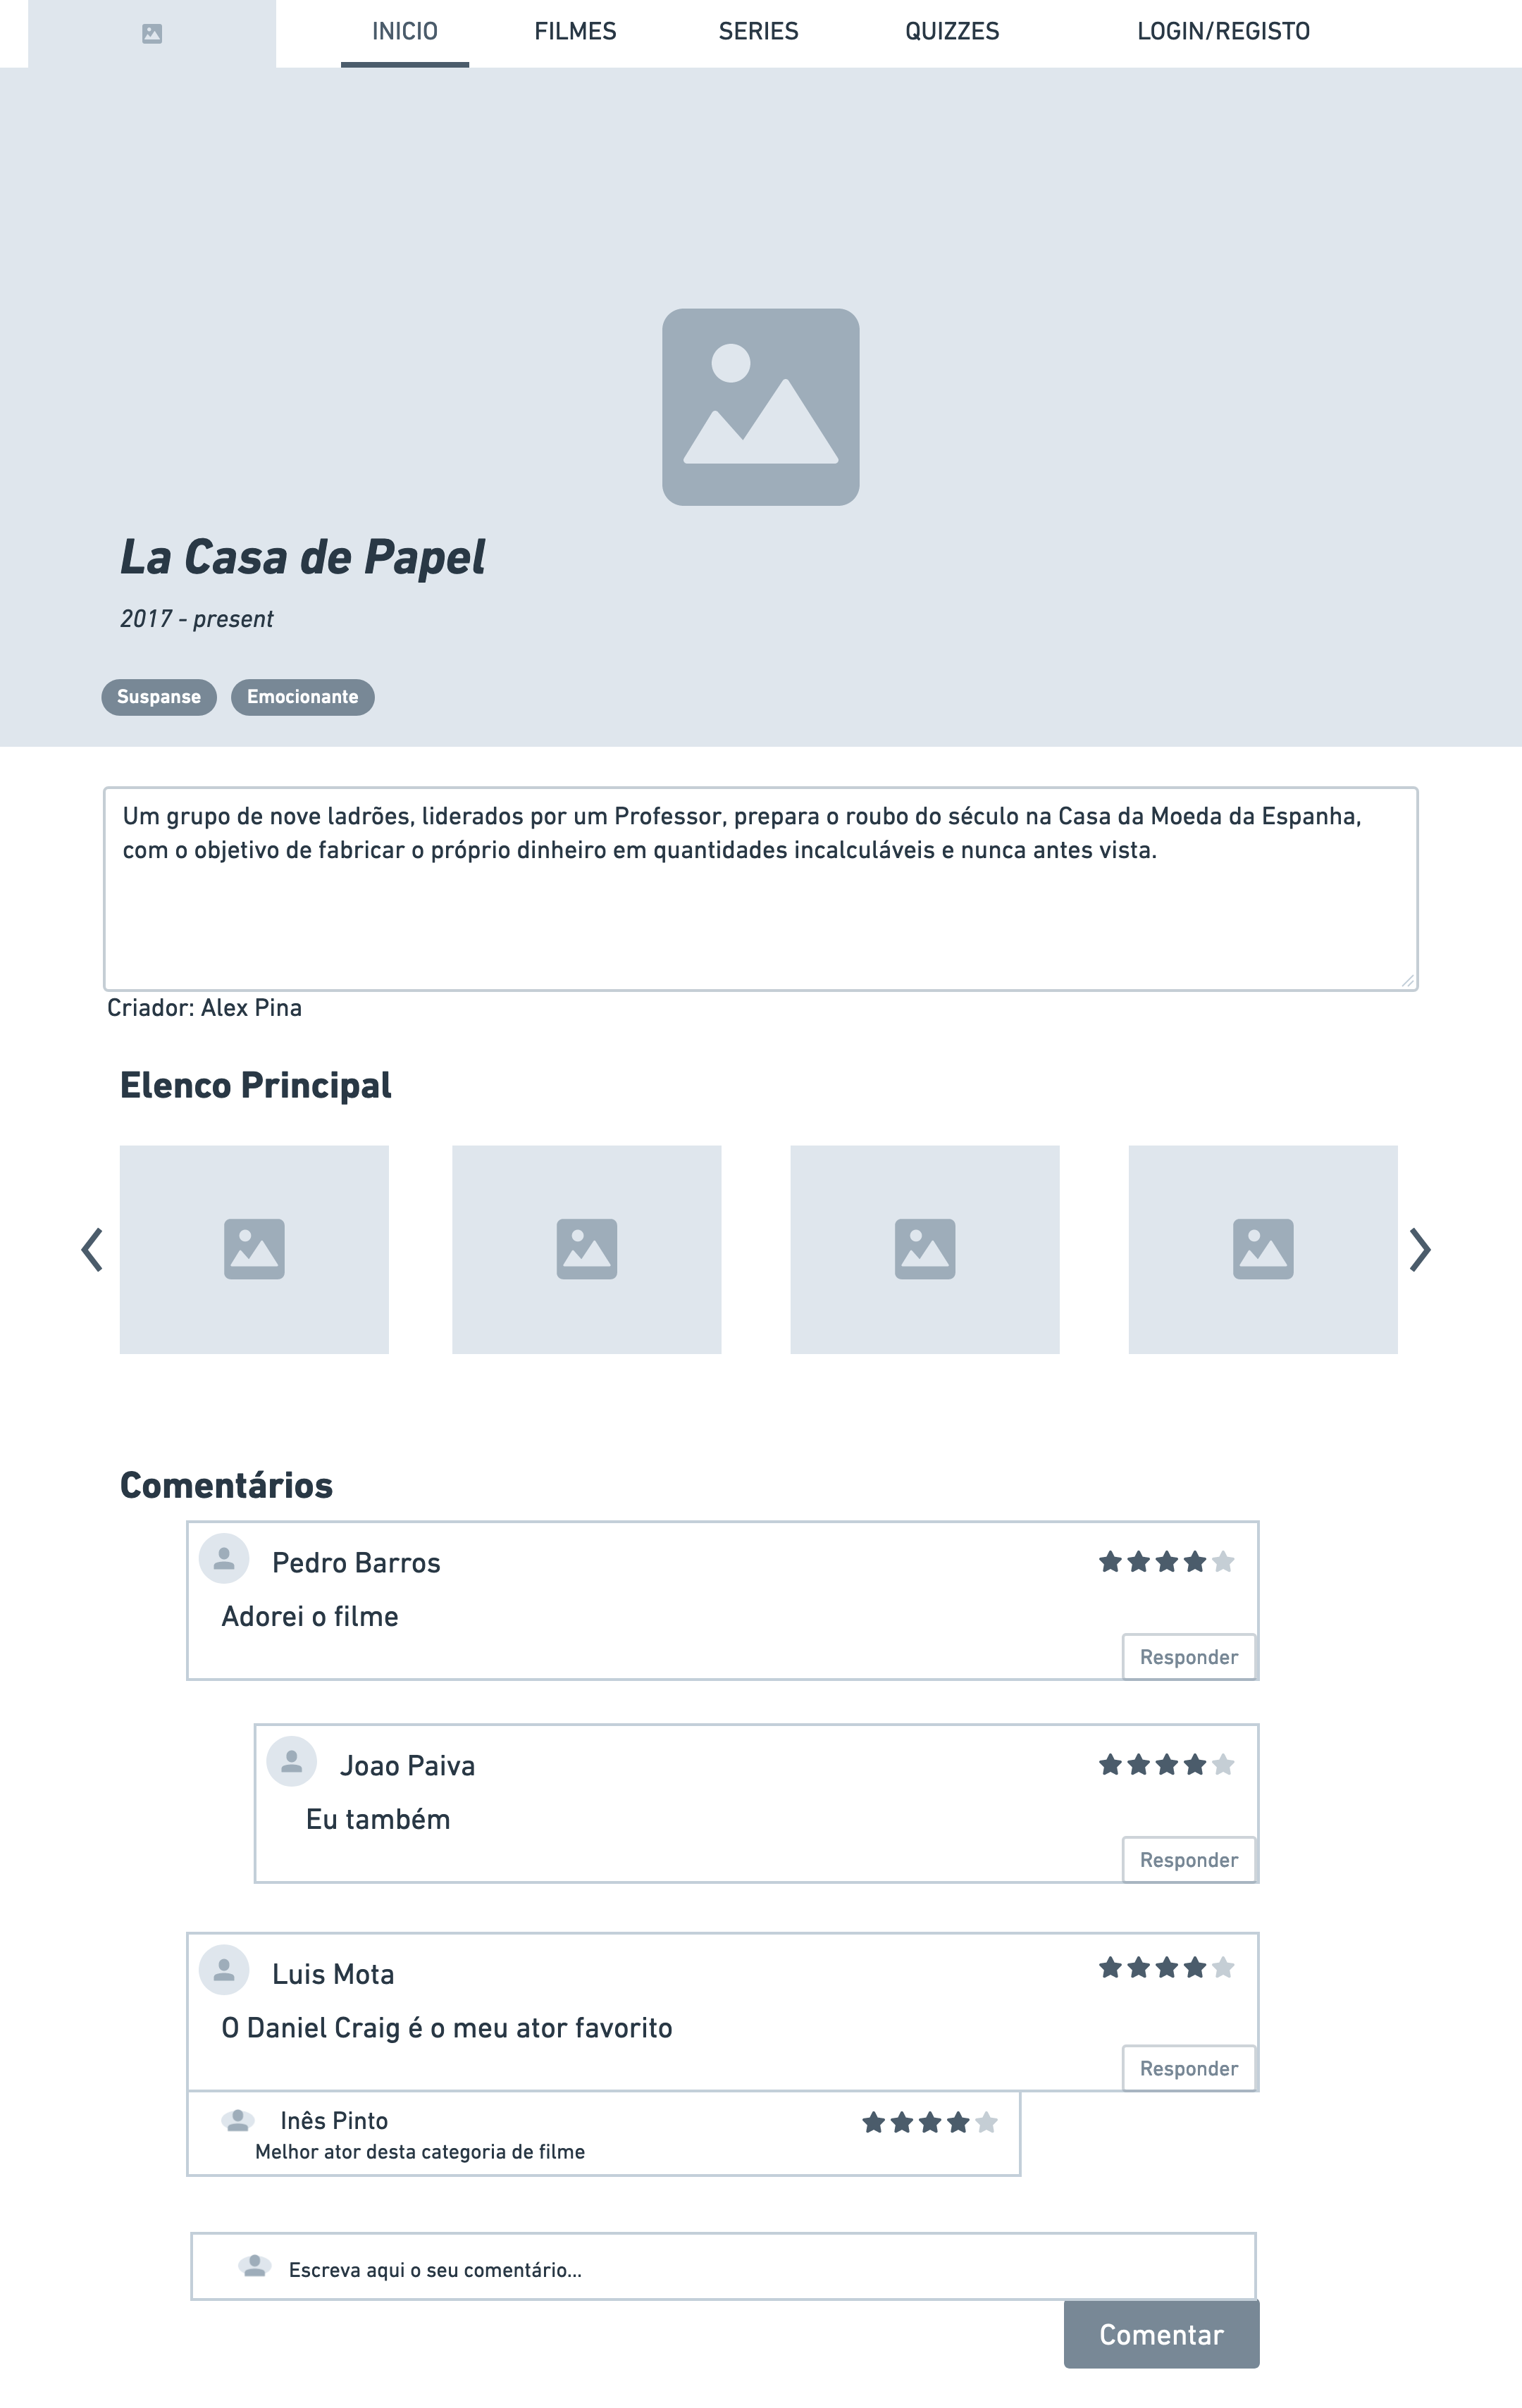 INICIO FILMES SERIES QUIZZES LOGIN/REGISTO
La Casa de Papel
2017 - present
Suspanse Emocionante
Um grupo de nove ladrões, liderados por um Professor, prepara o roubo do século na Casa da Moeda da Espanha,
com o objetivo de fabricar o próprio dinheiro em quantidades incalculáveis e nunca antes vista.
Criador: Alex Pina
Elenco Principal
Comentários
Pedro Barros
Adorei o filme
Responder
Joao Paiva
Eu também
Responder
Luis Mota
O Daniel Craig é o meu ator favorito
Responder
Inês Pinto
Melhor ator desta categoria de filme
Escreva aqui o seu comentário...
Comentar